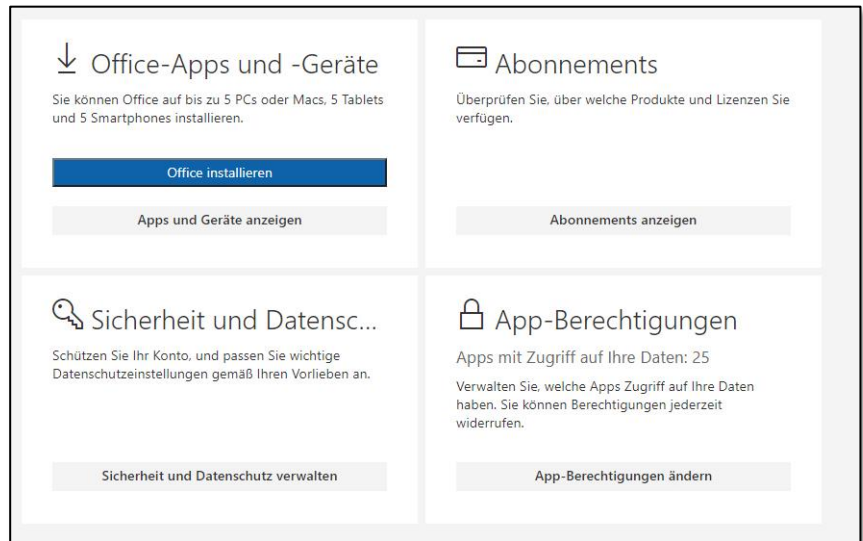 Office-Apps und -Geräte
Sie können Office auf bis zu 5 PCs oder Macs, 5 Tablets
und 5 Smartphones installieren.
Office installieren
Apps und Geräte anzeigen
Abonnements
Überprüfen Sie, über welche Produkte und Lizenzen Sie
verfügen.
Abonnements anzeigen
Sicherheit und Datensc...
Schützen Sie Ihr Konto, und passen Sie wichtige
Datenschutzeinstellungen gemäß Ihren Vorlieben an.
Sicherheit und Datenschutz verwalten
App-Berechtigungen
Apps mit Zugriff auf Ihre Daten: 25
Verwalten Sie, welche Apps Zugriff auf Ihre Daten
haben. Sie können Berechtigungen jederzeit
widerrufen.
App-Berechtigungen ändern